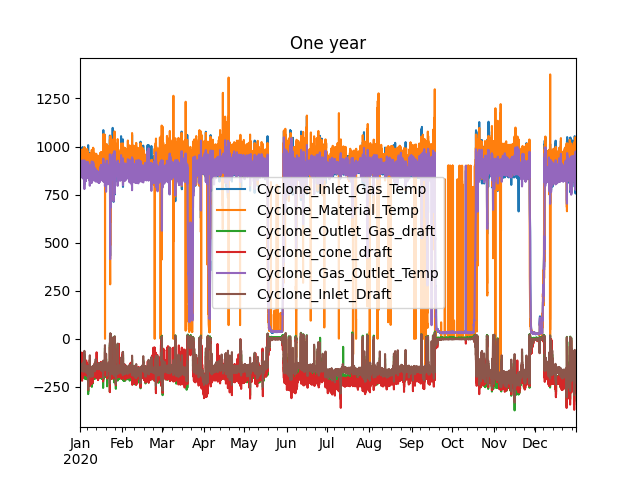 One year
1250
1000
750
500
250
0
−250
Cyclone_Inlet_Gas_Temp
Cyclone_Material_Temp
Cyclone_Outlet_Gas_draft
Cyclone_cone_draft
Cyclone_Gas_Outlet_Temp
Cyclone_Inlet_Draft
Jan Feb Mar Apr May Jun Jul Aug Sep Oct Nov Dec
2020